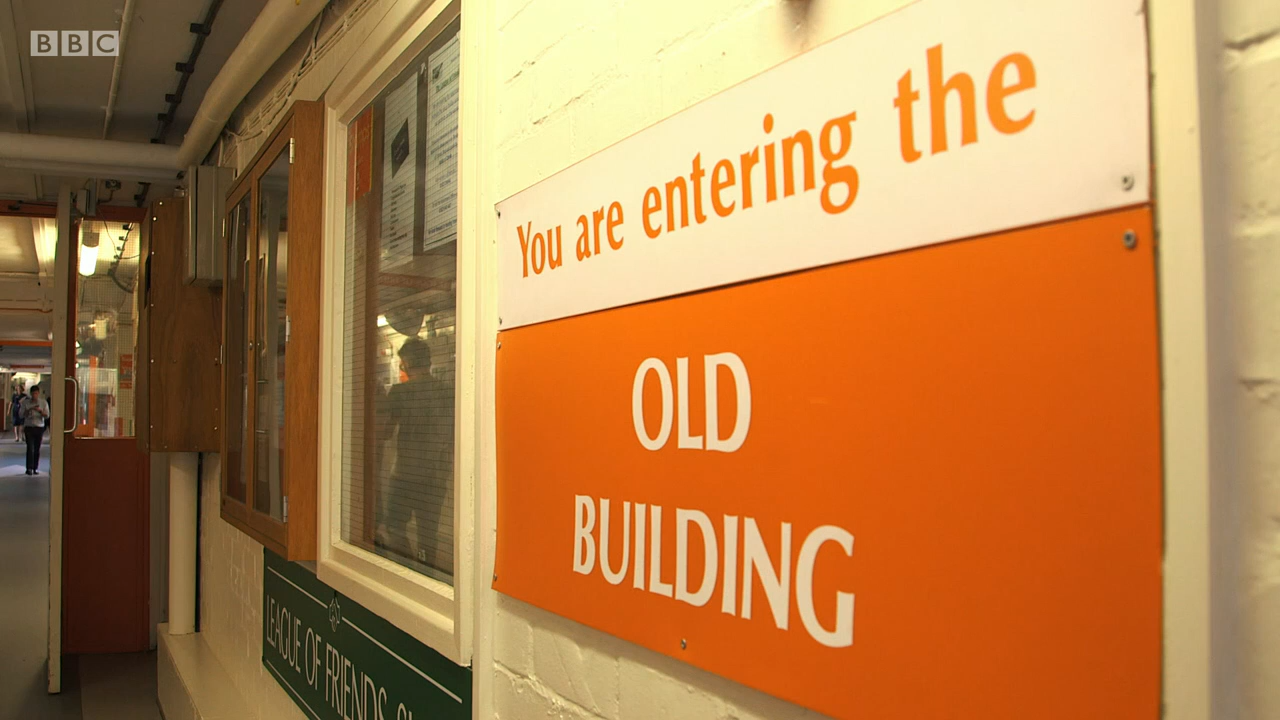 BBC
You are entering the
OLD
BUILDING
LEAGUE OF FRIENDS